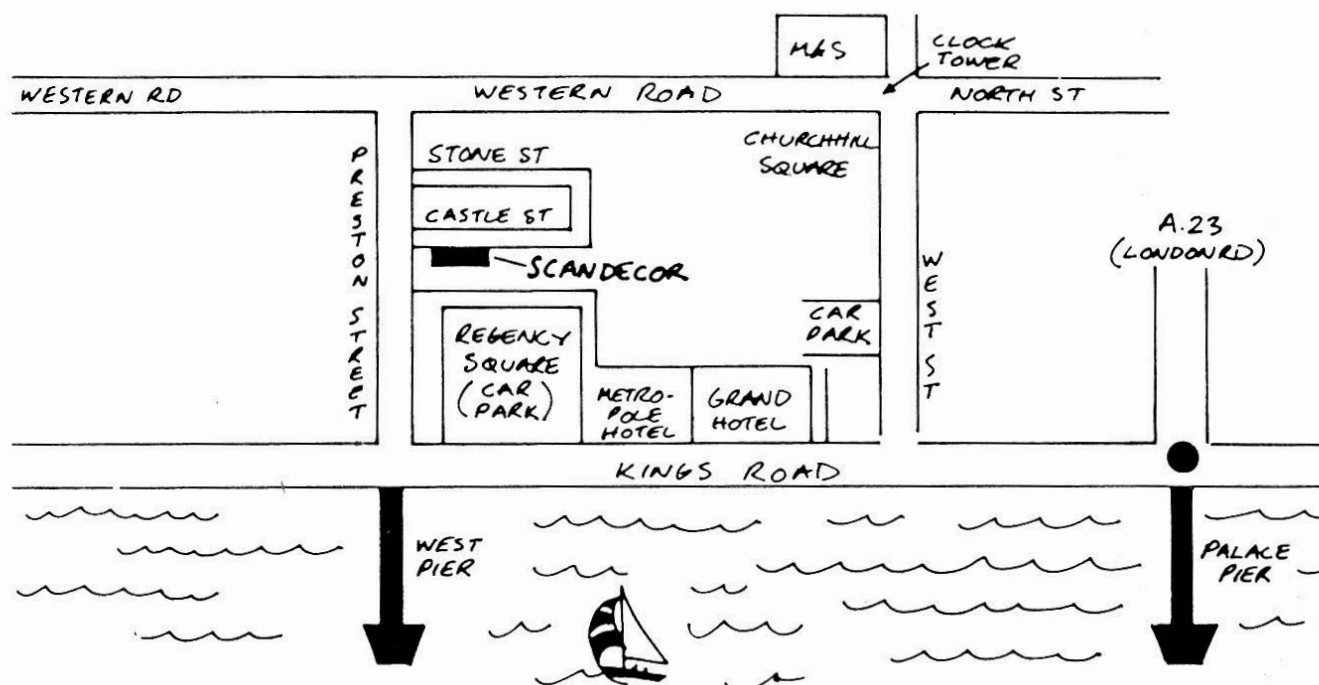 M&S
CLOCK
TOWER
WESTERN RD
WESTERN ROAD
NORTH ST
PRESTON STREET
STONE ST
CHURCHHILL
SQUARE
CASTLE ST
SCANDECOR
A.23
(LONDON RD)
WEST ST
CAR
PARK
REGENCY
SQUARE
(CAR
PARK)
METRO-
POLE
HOTEL
GRAND
HOTEL
KINGS ROAD
WEST
PIER
PALACE
PIER